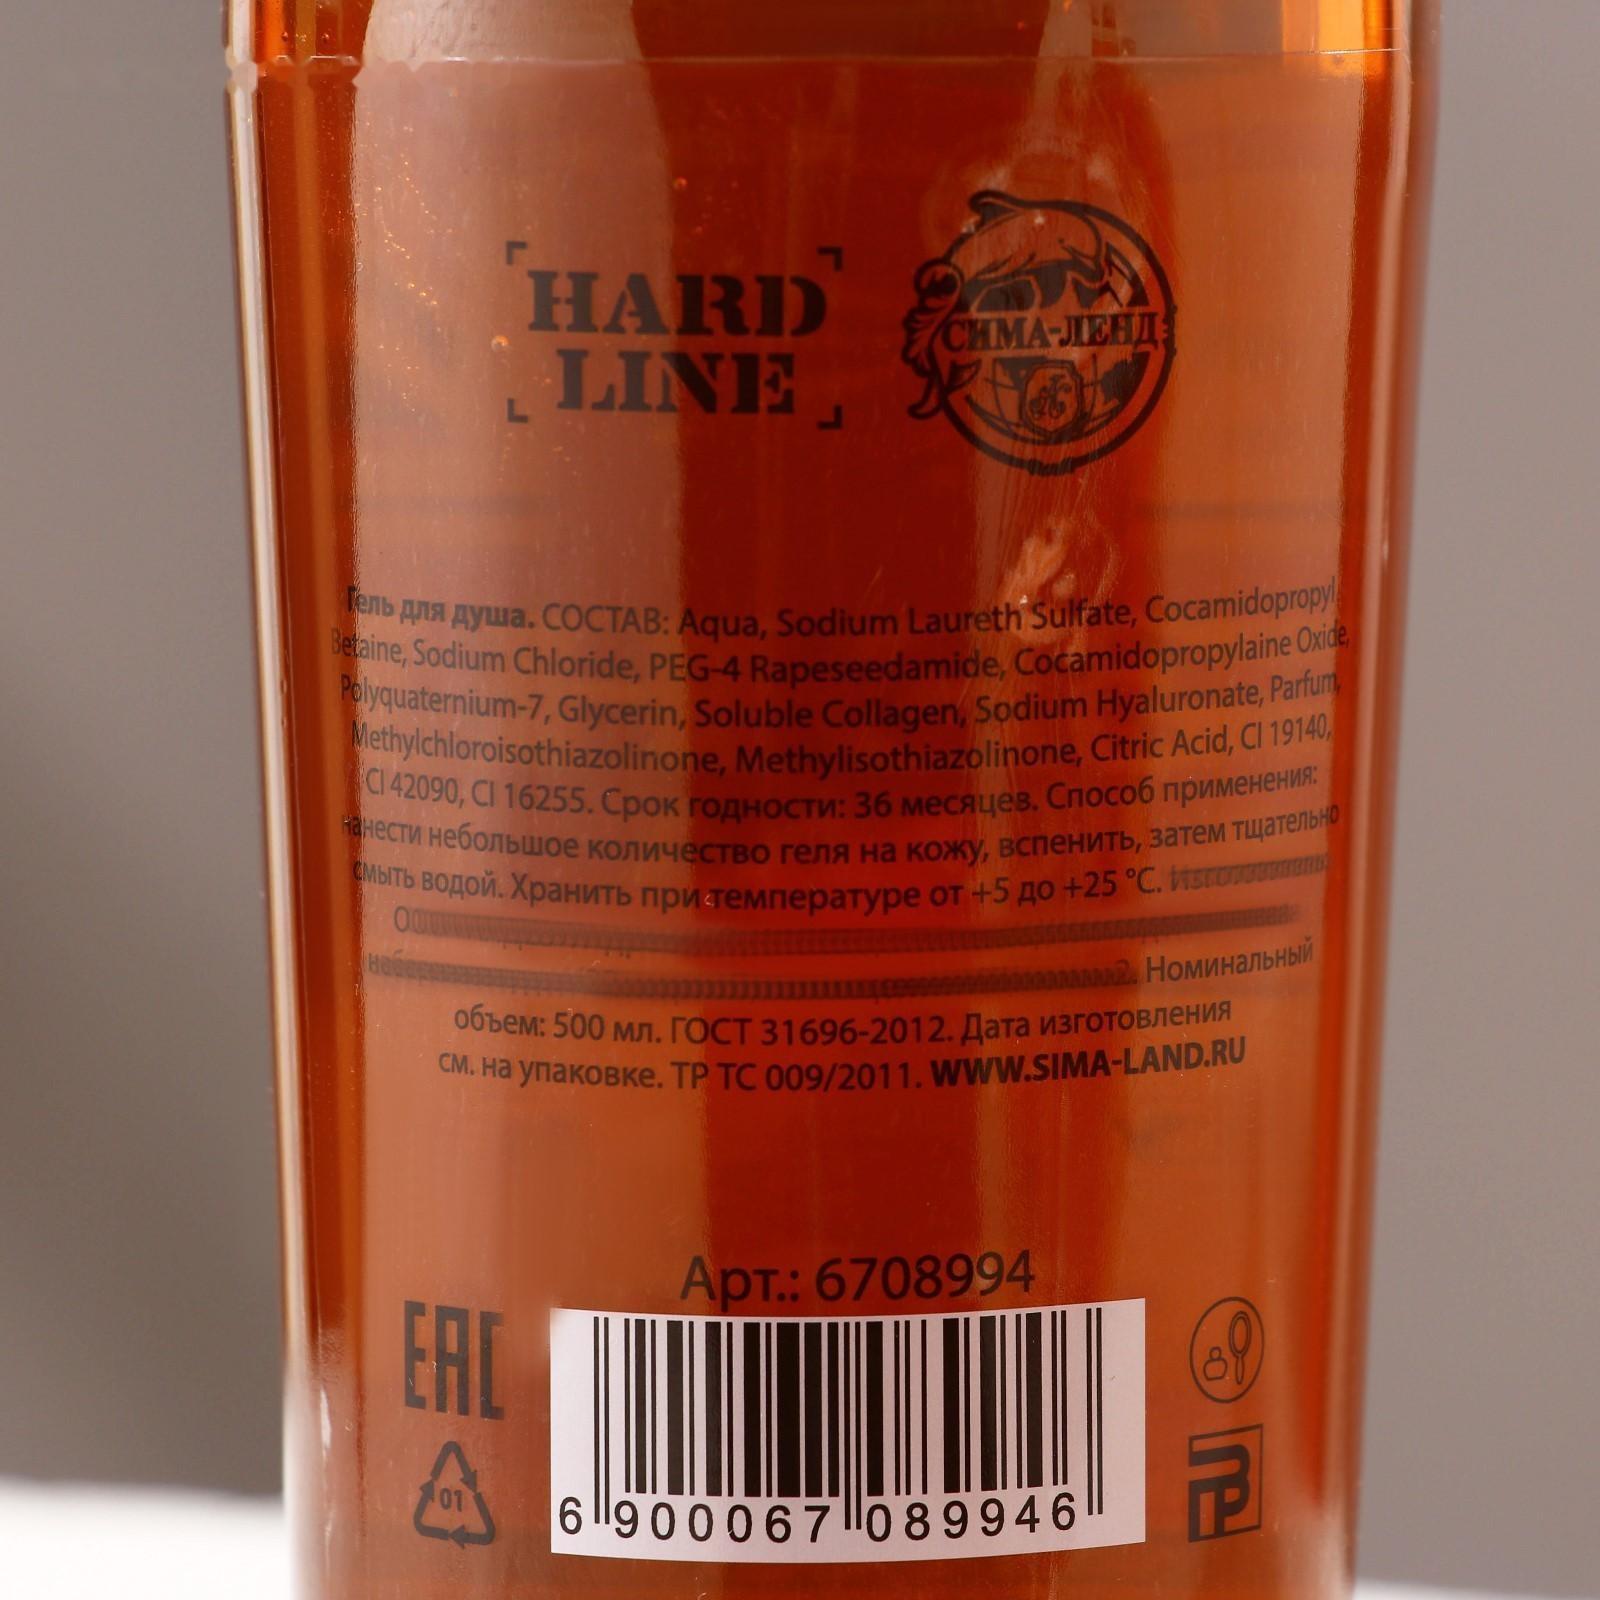 HARD
LINE
СИМА-ЛЕНД
Гель для душа. СОСТАВ: Aqua, Sodium Laureth Sulfate, Cocamidopropyl
Betaine, Sodium Chloride, PEG-4 Rapeseedamide, Cocamidopropylaine Oxide,
Polyquaternium-7, Glycerin, Soluble Collagen, Sodium Hyaluronate, Parfum,
Methylchloroisothiazolinone, Methylisothiazolinone, Citric Acid, CI 19140,
CI 42090, CI 16255. Срок годности: 36 месяцев. Способ применения:
нанести небольшое количество геля на кожу, вспенить, затем тщательно
смыть водой. Хранить при температуре от +5 до +25 °C.
Номинальный
объем: 500 мл. ГОСТ 31696-2012. Дата изготовления
см. на упаковке. ТР ТС 009/2011. WWW.SIMA-LAND.RU
Арт.: 6708994
EAC
01
6 900067 089946